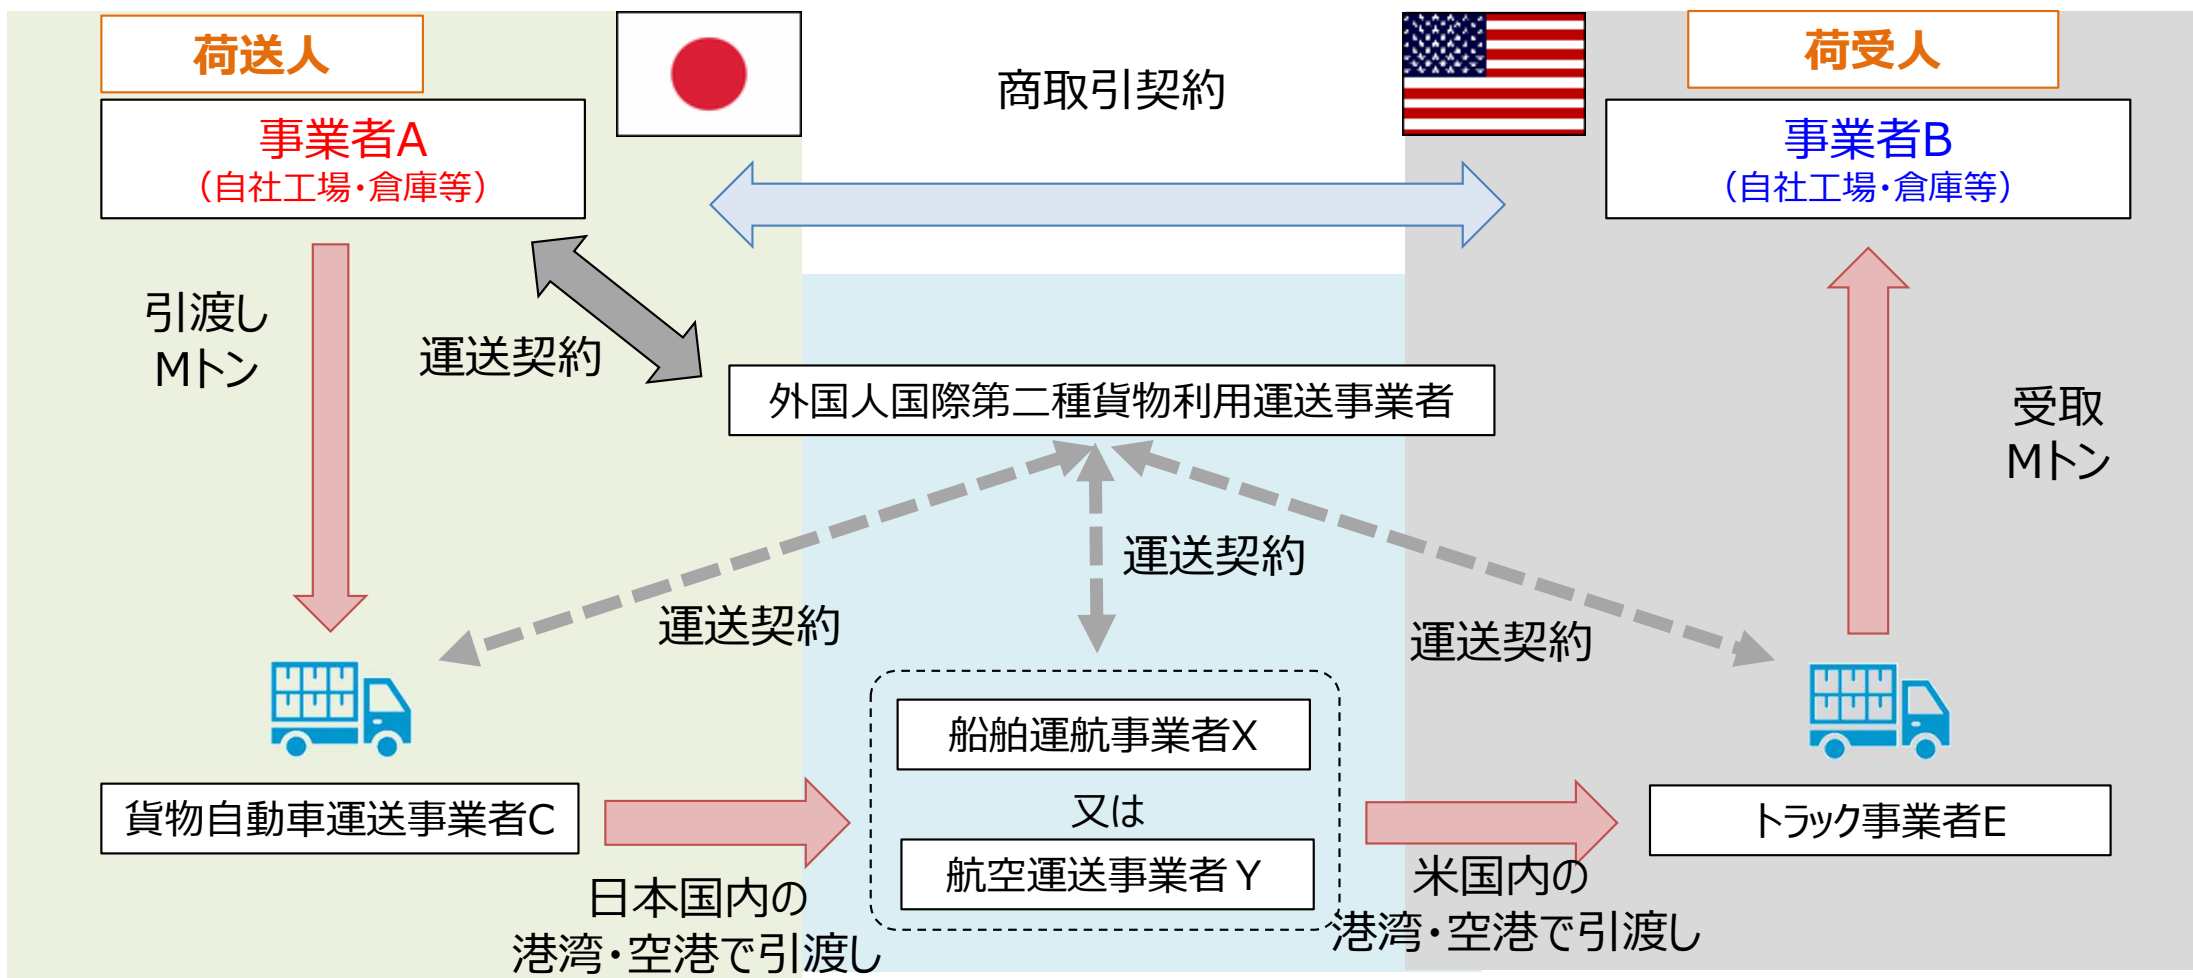 荷送人
荷受人
商取引契約
事業者A
（自社工場・倉庫等）
事業者B
（自社工場・倉庫等）
引渡し
Mトン
運送契約
外国人国際第二種貨物利用運送事業者
受取
Mトン
運送契約
運送契約
運送契約
船舶運航事業者X
又は
航空運送事業者Y
貨物自動車運送事業者C
トラック事業者E
日本国内の
港湾・空港で引渡し
米国内の
港湾・空港で引渡し